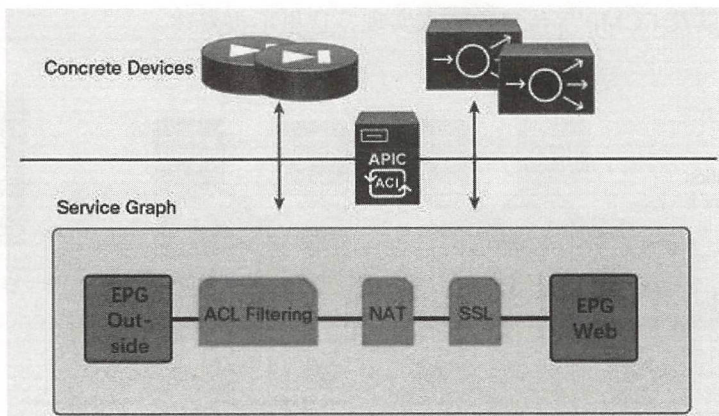 Concrete Devices
APIC
ACI
Service Graph
EPG
Out-
side
ACL Filtering
NAT
SSL
EPG
Web